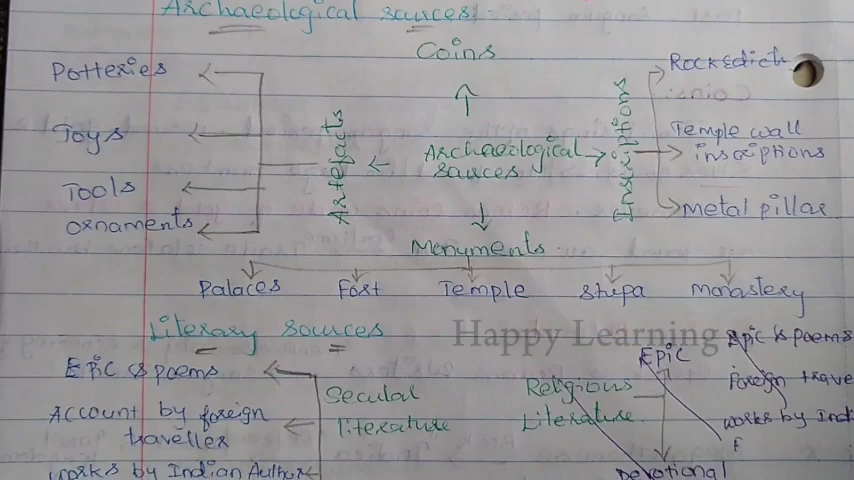 Archaeological sources:
Coins
Potteries
Toys
Tools
ornaments
Artefacts
Archaeological
sources
Inscriptions
Rockedict
Temple wall
inscriptions
Metal pillar
Monuments
Palaces
Fort
Temple
Stupa
Monastery
Literary sources
Happy Learning
Epic & poems
Account by foreign
traveller
works by Indian Author
Secular
literature
Religious
Literature
Epic
Devotional
Epic & poems
Foreign trave
works by Indi